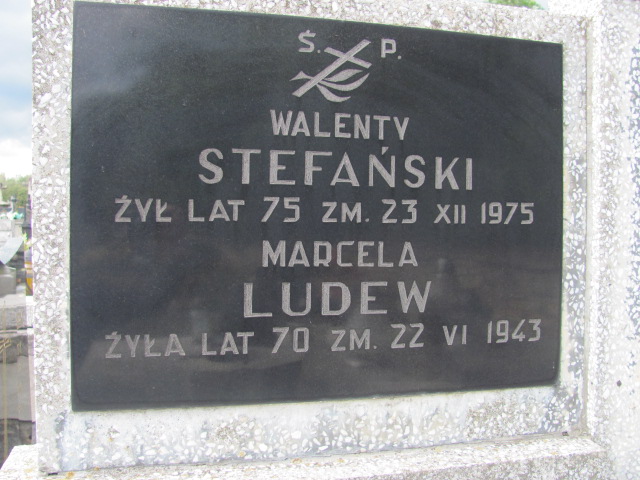 Ś. P.
WALENTY
STEFAŃSKI
ŻYŁ LAT 75 ZM. 23 XII 1975
MARCELA
LUDEW
ŻYŁA LAT 70 ZM. 22 VI 1943